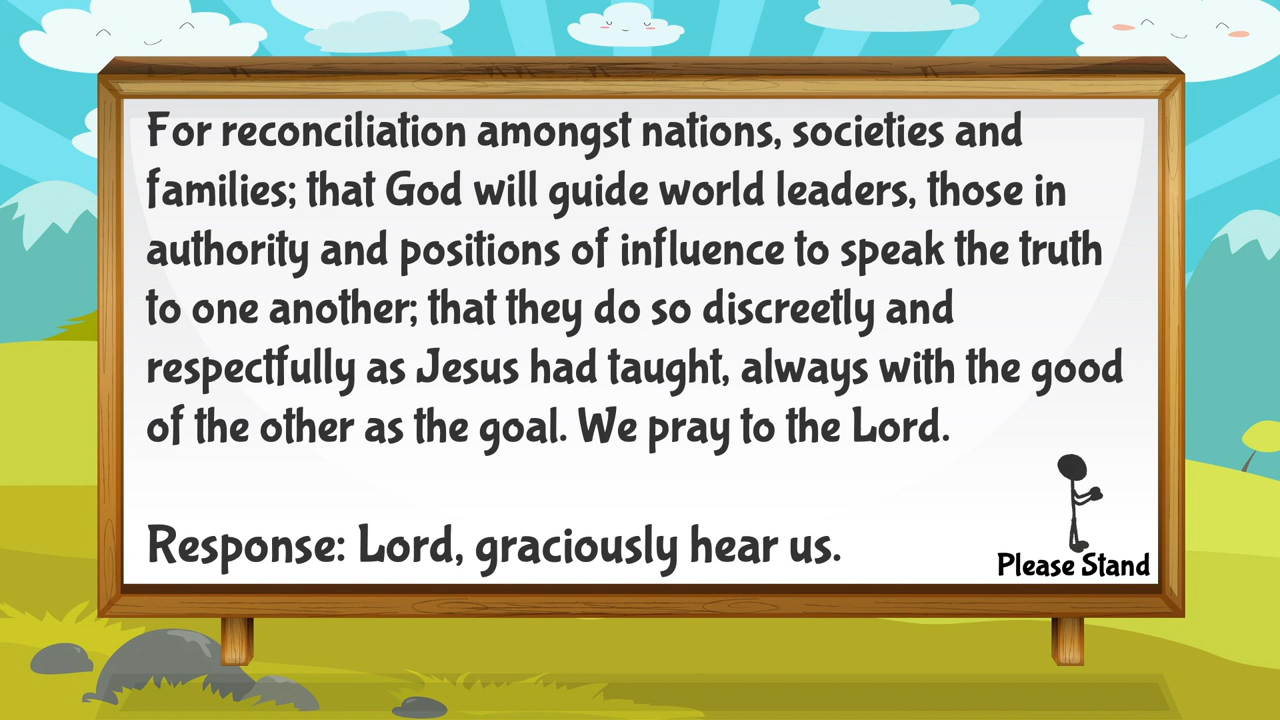 For reconciliation amongst nations, societies and
families; that God will guide world leaders, those in
authority and positions of influence to speak the truth
to one another; that they do so discreetly and
respectfully as Jesus had taught, always with the good
of the other as the goal. We pray to the Lord.
Response: Lord, graciously hear us.
Please Stand